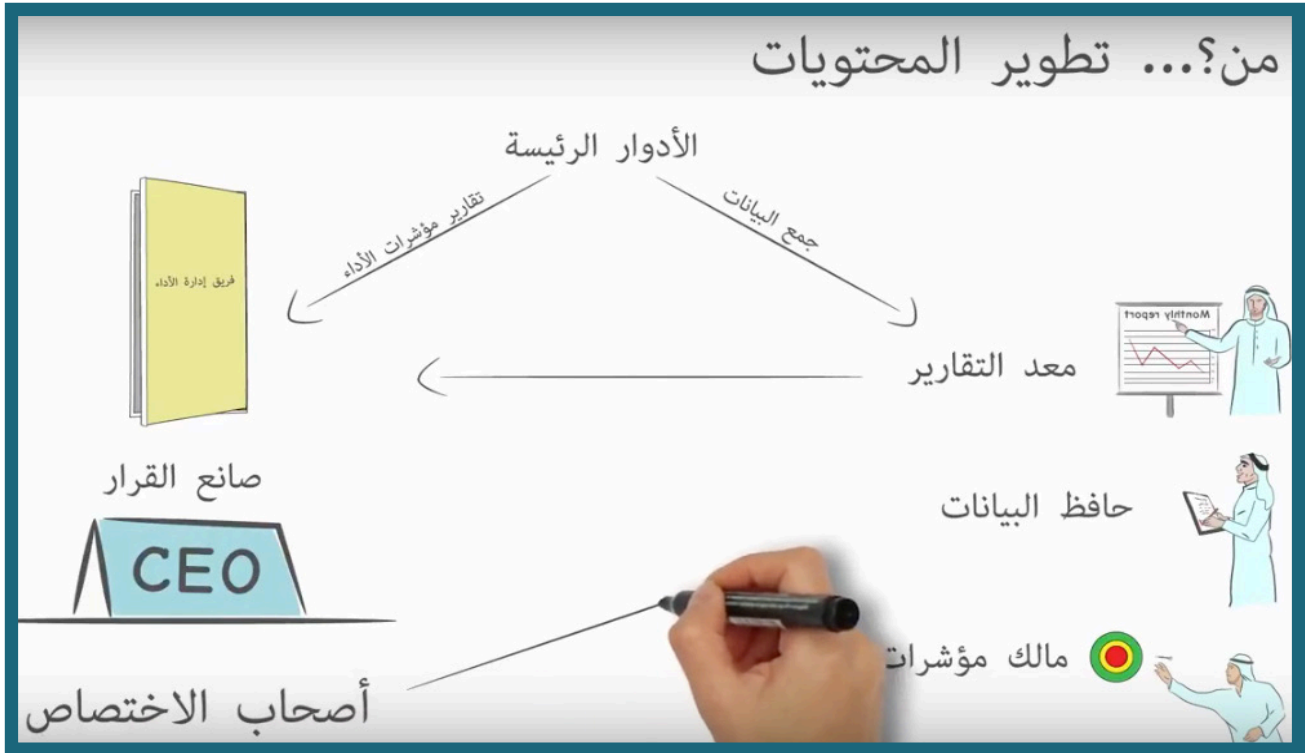 من؟... تطوير المحتويات
الأدوار الرئيسة
جمع البيانات
تقارير مؤشرات الأداء
فريق إدارة الأداء
Monthly report
معد التقارير
صانع القرار
حافظ البيانات
CEO
مالك مؤشرات
أصحاب الاختصاص